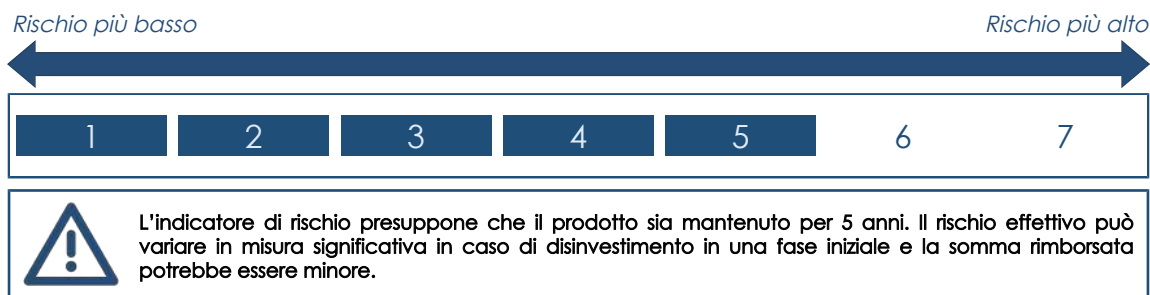 Rischio più basso Rischio più alto
1 2 3 4 5 6 7
L'indicatore di rischio presuppone che il prodotto sia mantenuto per 5 anni. Il rischio effettivo può
variare in misura significativa in caso di disinvestimento in una fase iniziale e la somma rimborsata
potrebbe essere minore.